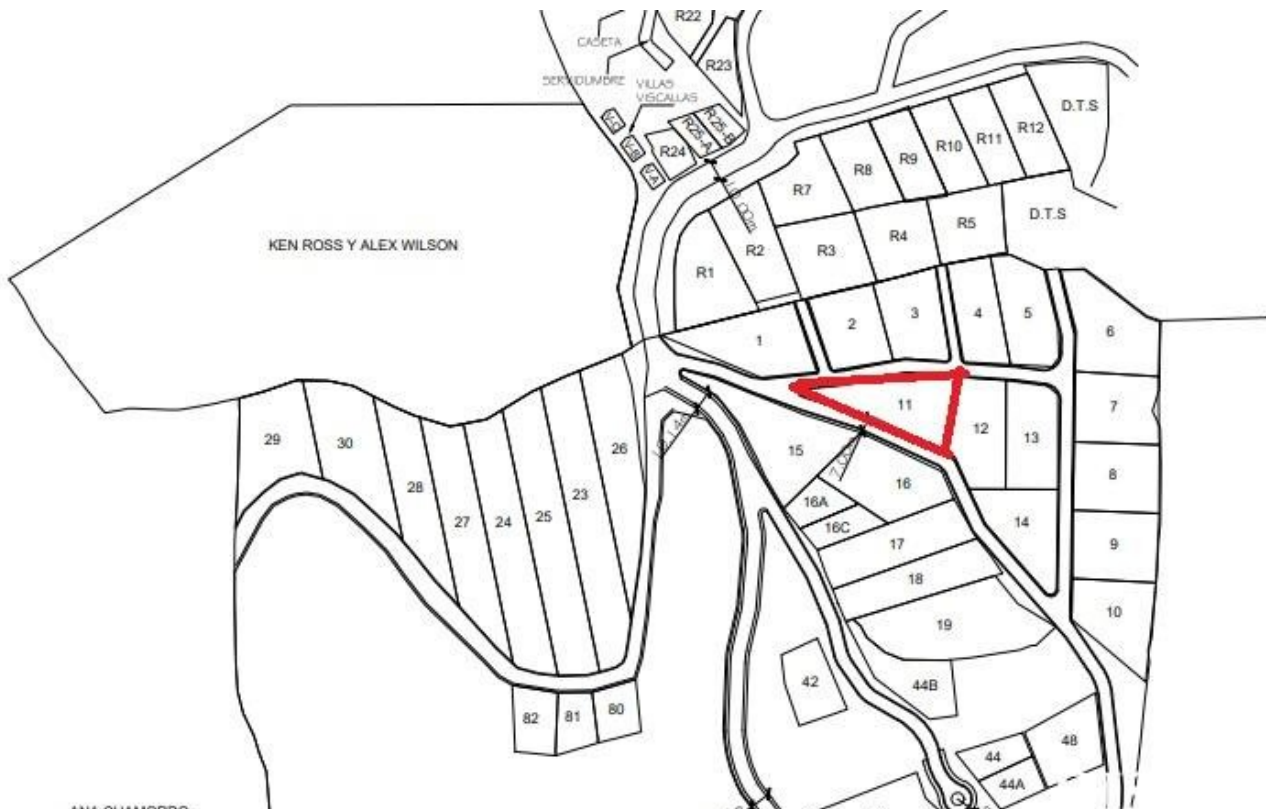 R22
CASETA
R23
SERVIDUMBRE
VILLAS
VISCALLAS
D.T.S
V-C
R25-B
R25-A
V-B
R24
V-A
R12
R11
R10
R9
R8
R7
D.T.S
R5
R4
R3
R2
R1
KEN ROSS Y ALEX WILSON
1
2
3
4
5
6
7
8
9
10
11
12
13
14
15
16
16A
16C
17
18
19
29
30
28
27
24
25
23
26
42
44B
44
44A
48
82
81
80